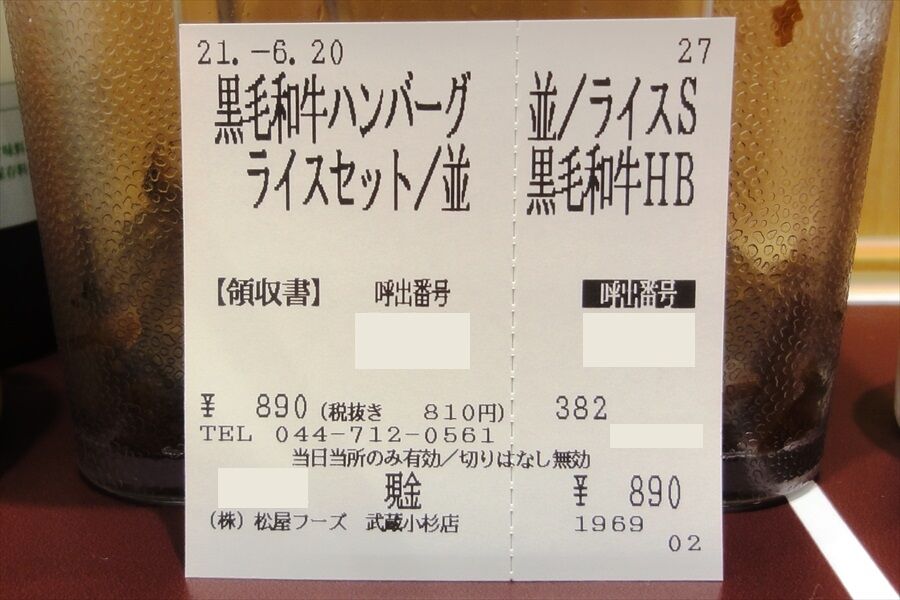 21.-6.20
黒毛和牛ハンバーグ
ライスセット/並
【領収書】 呼出番号
¥ 890(税抜き 810円)
TEL 044-712-0561
当日当所のみ有効/切りはなし無効
現金
(株)松屋フーズ 武蔵小杉店
27
並/ライスS
黒毛和牛HB
呼出番号
382
¥ 890
1969
02